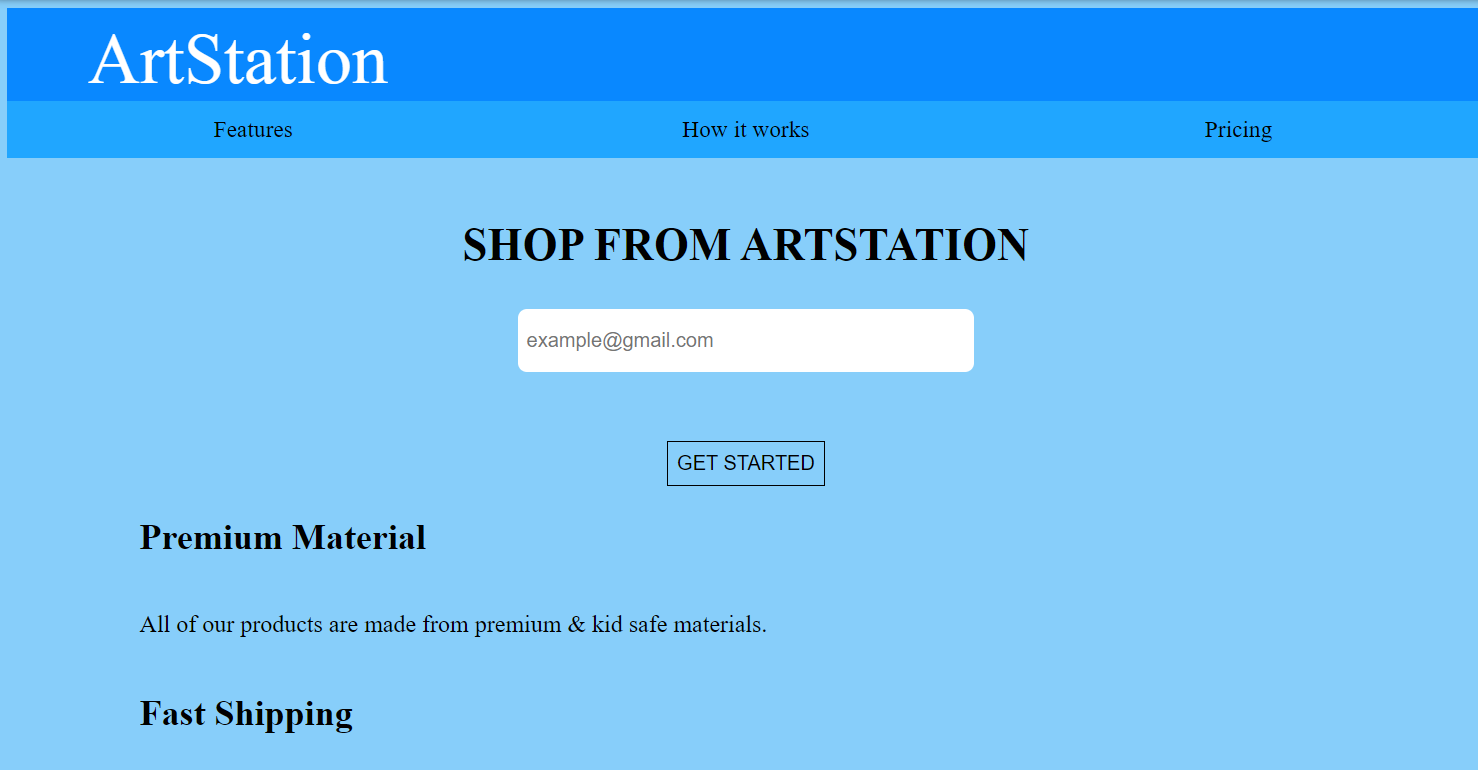 ArtStation
Features How it works Pricing
SHOP FROM ARTSTATION
example@gmail.com
GET STARTED
Premium Material
All of our products are made from premium & kid safe materials.
Fast Shipping